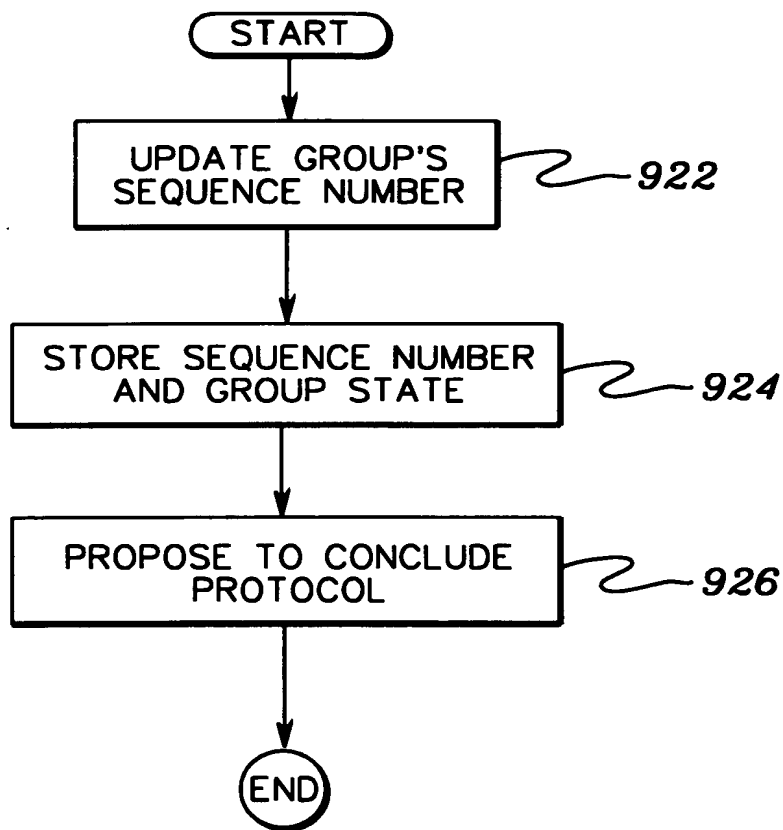 START
UPDATE GROUP'S
SEQUENCE NUMBER
922
STORE SEQUENCE NUMBER
AND GROUP STATE
924
PROPOSE TO CONCLUDE
PROTOCOL
926
END